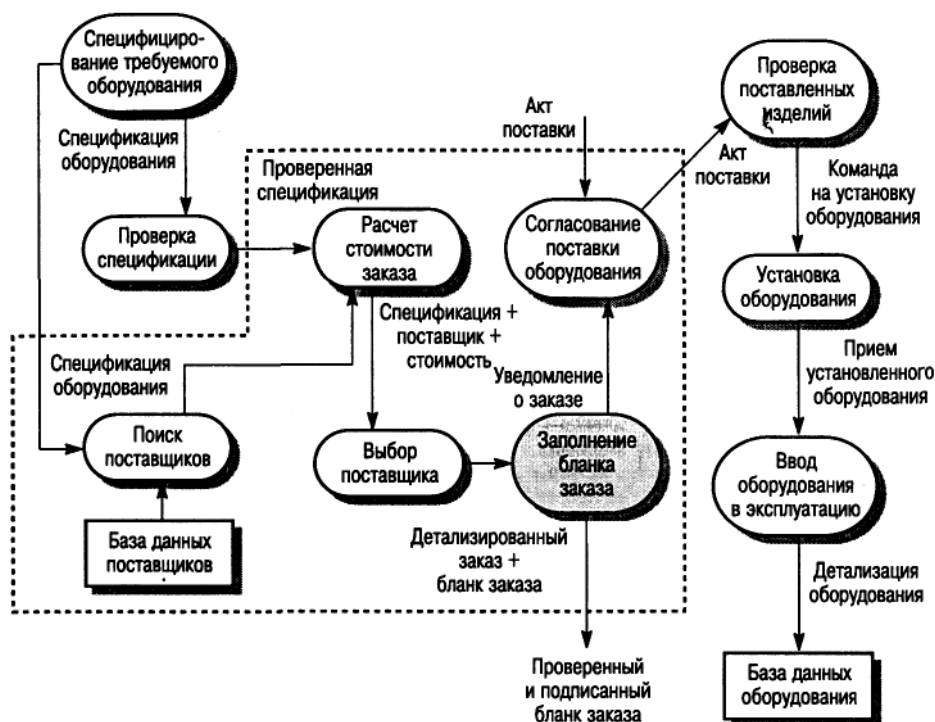 Специфициро-
вание требуемого
оборудования
Спецификация
оборудования
Проверка
спецификации
Проверенная
спецификация
Расчет
стоимости
заказа
Акт
поставки
Согласование
поставки
оборудования
Акт
поставки
Проверка
поставленных
изделий
Команда
на установку
оборудования
Установка
оборудования
Прием
установленного
оборудования
Ввод
оборудования
в эксплуатацию
Детализация
оборудования
База данных
оборудования
Спецификация
оборудования
Поиск
поставщиков
База данных
поставщиков
Спецификация +
поставщик +
стоимость
Выбор
поставщика
Уведомление
о заказе
Заполнение
бланка
заказа
Детализированный
заказ +
бланк заказа
Проверенный
и подписанный
бланк заказа